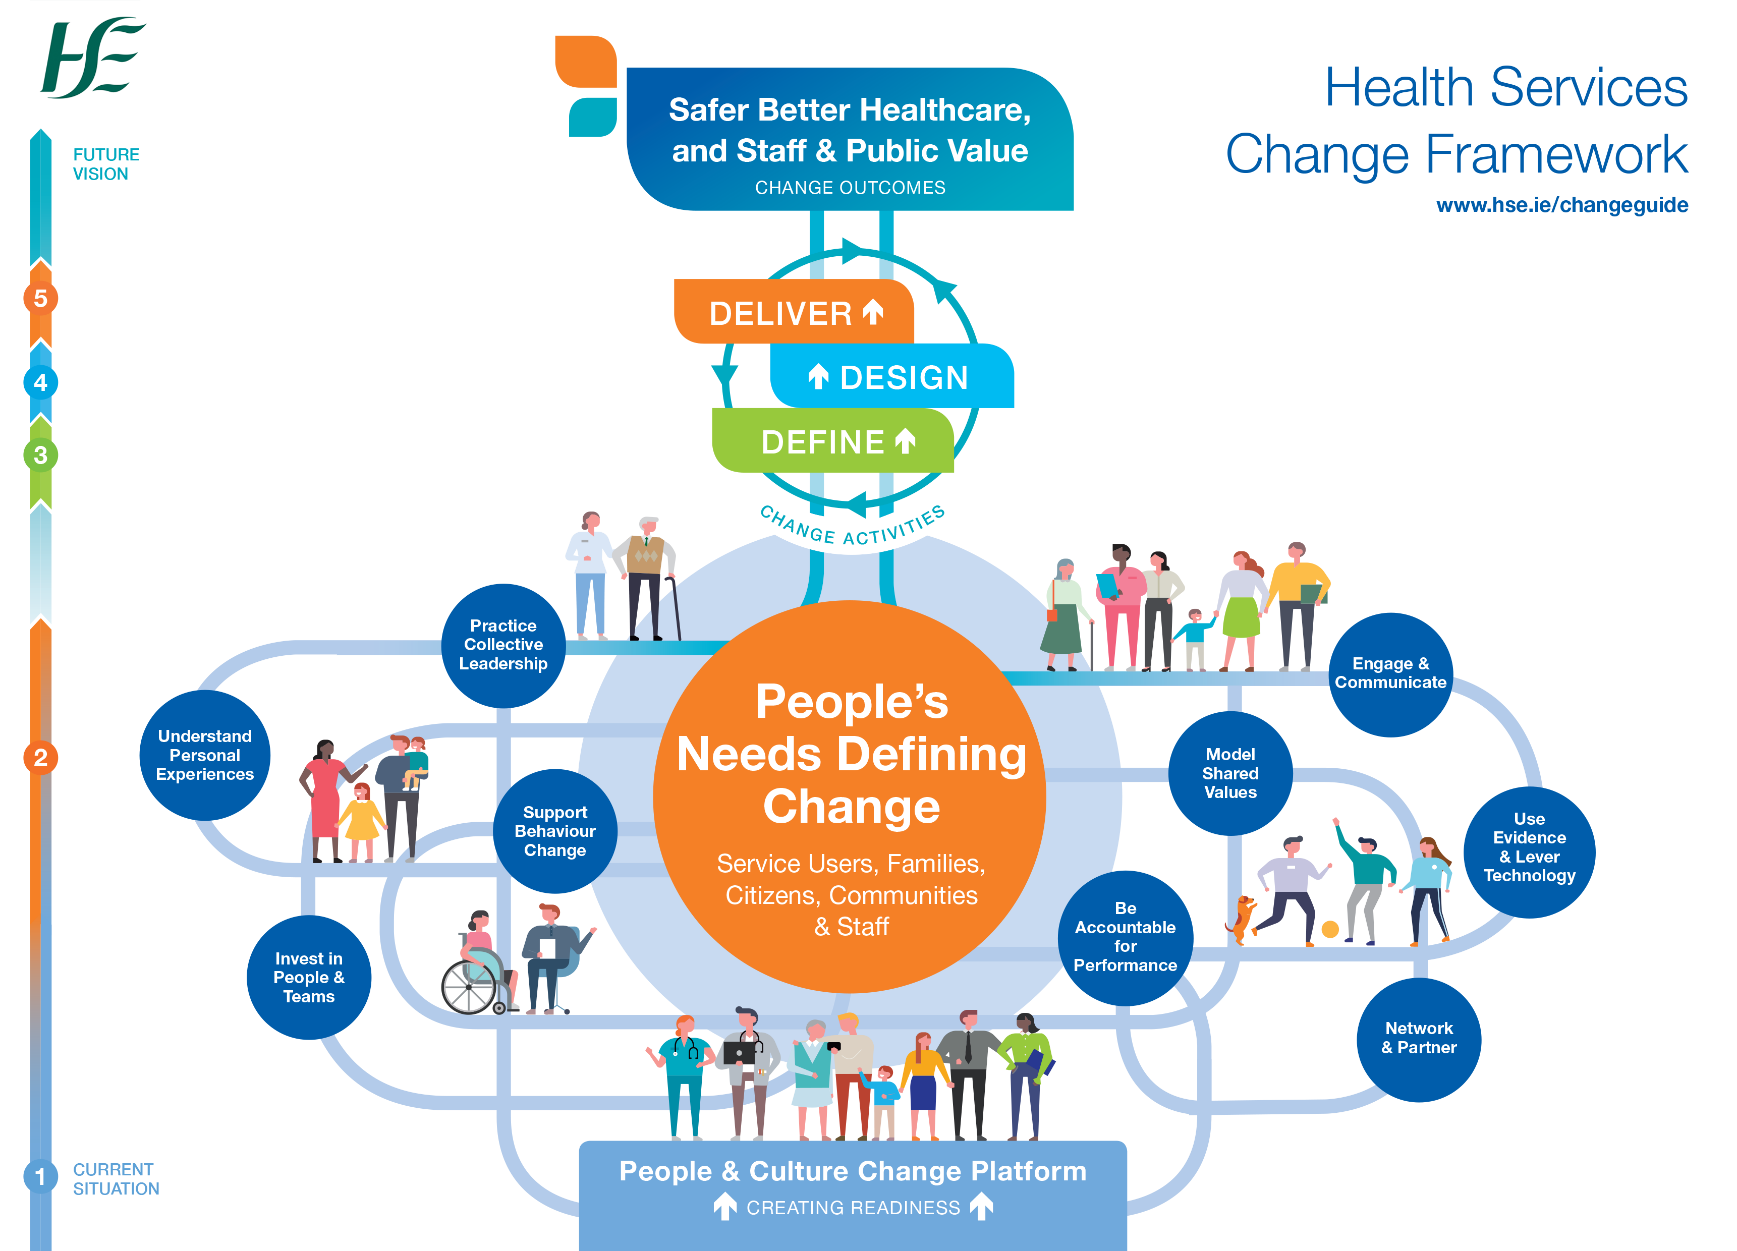 HSE
Health Services
Change Framework
www.hse.ie/changeguide
FUTURE
VISION
5
4
3
2
1
CURRENT
SITUATION
Safer Better Healthcare,
and Staff & Public Value
CHANGE OUTCOMES
DELIVER
DESIGN
DEFINE
CHANGE ACTIVITIES
Practice
Collective
Leadership
Understand
Personal
Experiences
Support
Behaviour
Change
Invest in
People &
Teams
People's
Needs Defining
Change
Service Users, Families,
Citizens, Communities
& Staff
Engage &
Communicate
Model
Shared
Values
Use
Evidence
& Lever
Technology
Be
Accountable
for
Performance
Network
& Partner
People & Culture Change Platform
CREATING READINESS